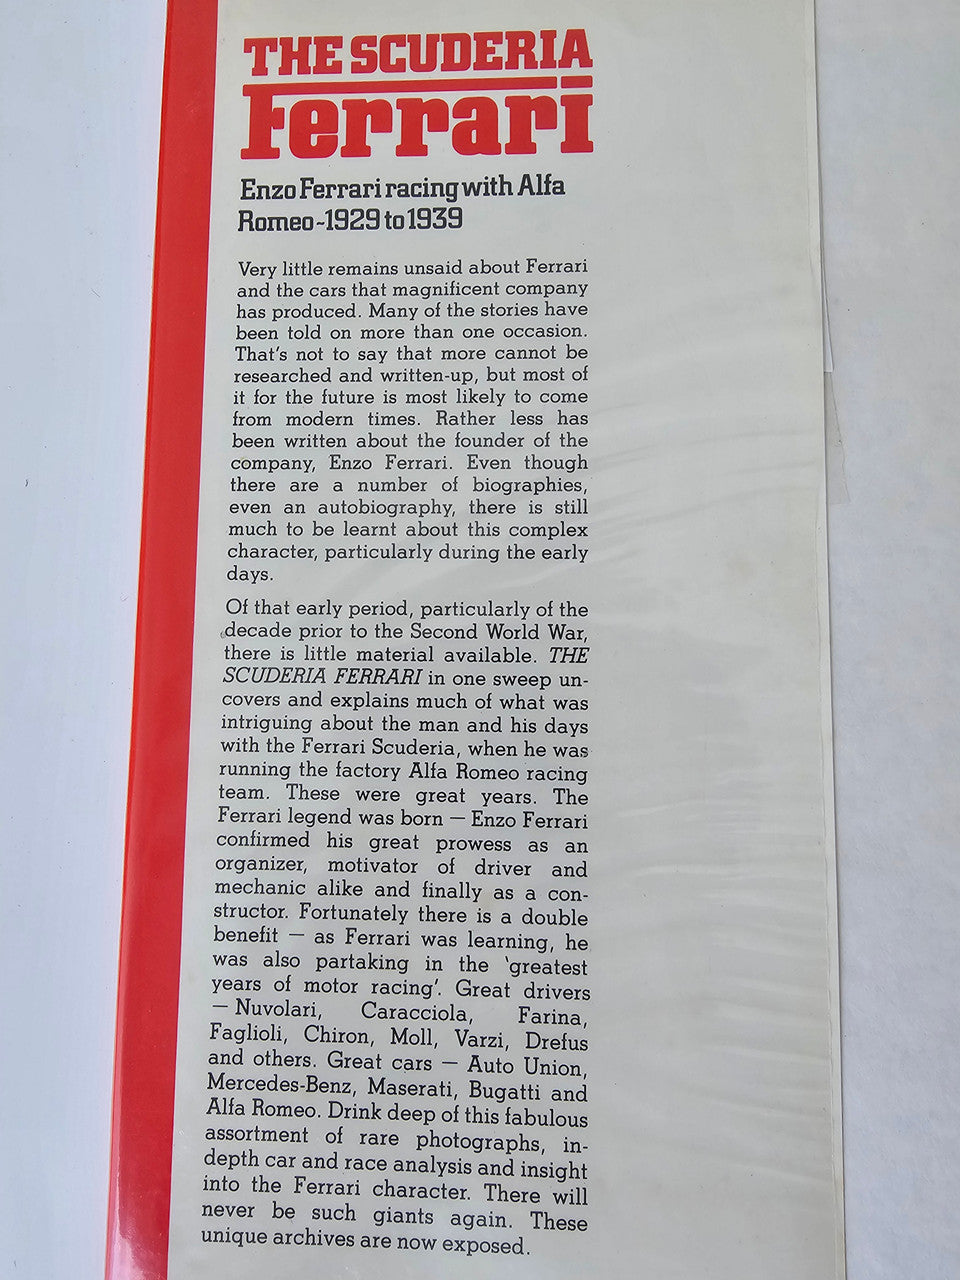 THE SCUDERIA
Ferrari
Enzo Ferrari racing with Alfa
Romeo-1929 to 1939
Very little remains unsaid about Ferrari
and the cars that magnificent company
has produced. Many of the stories have
been told on more than one occasion.
That's not to say that more cannot be
researched and written-up, but most of
it for the future is most likely to come
from modern times. Rather less has
been written about the founder of the
company, Enzo Ferrari. Even though
there are a number of biographies,
even an autobiography, there is still
much to be learnt about this complex
character, particularly during the early
days.
Of that early period, particularly of the
decade prior to the Second World War,
there is little material available. THE
SCUDERIA FERRARI in one sweep un-
covers and explains much of what was
intriguing about the man and his days
with the Ferrari Scuderia, when he was
running the factory Alfa Romeo racing
team. These were great years. The
Ferrari legend was born — Enzo Ferrari
confirmed his great prowess as an
organizer, motivator of driver and
mechanic alike and finally as a con-
structor. Fortunately there is a double
benefit — as Ferrari was learning, he
was also partaking in the 'greatest
years of motor racing'. Great drivers
— Nuvolari, Caracciola, Farina,
Faglioli, Chiron, Moll, Varzi, Drefus
and others. Great cars — Auto Union,
Mercedes-Benz, Maserati, Bugatti and
Alfa Romeo. Drink deep of this fabulous
assortment of rare photographs, in-
depth car and race analysis and insight
into the Ferrari character. There will
never be such giants again. These
unique archives are now exposed.